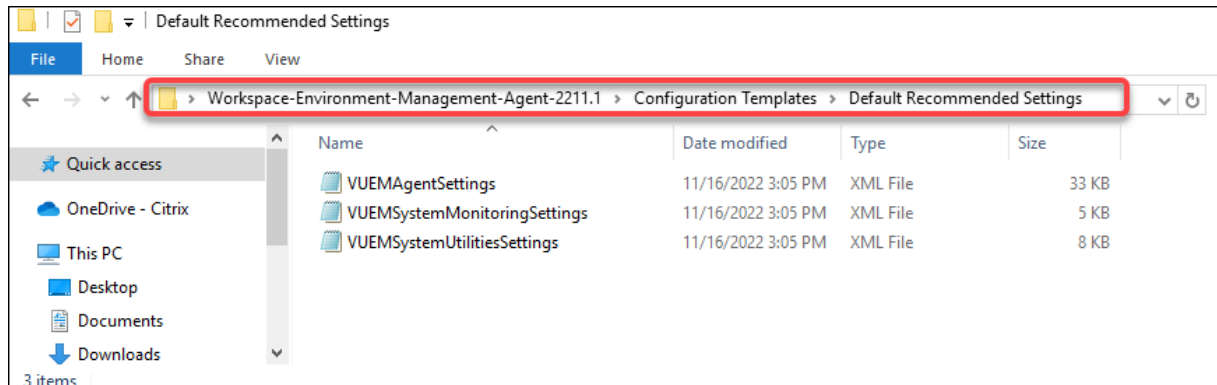 Default Recommended Settings
File Home Share View
Workspace-Environment-Management-Agent-2211.1 > Configuration Templates > Default Recommended Settings
Name Date modified Type Size
Quick access
VUEMAgentSettings 11/16/2022 3:05 PM XML File 33 KB
OneDrive - Citrix
VUEMSystemMonitoringSettings 11/16/2022 3:05 PM XML File 5 KB
VUEMSystemUtilitiesSettings 11/16/2022 3:05 PM XML File 8 KB
This PC
Desktop
Documents
Downloads
3 items